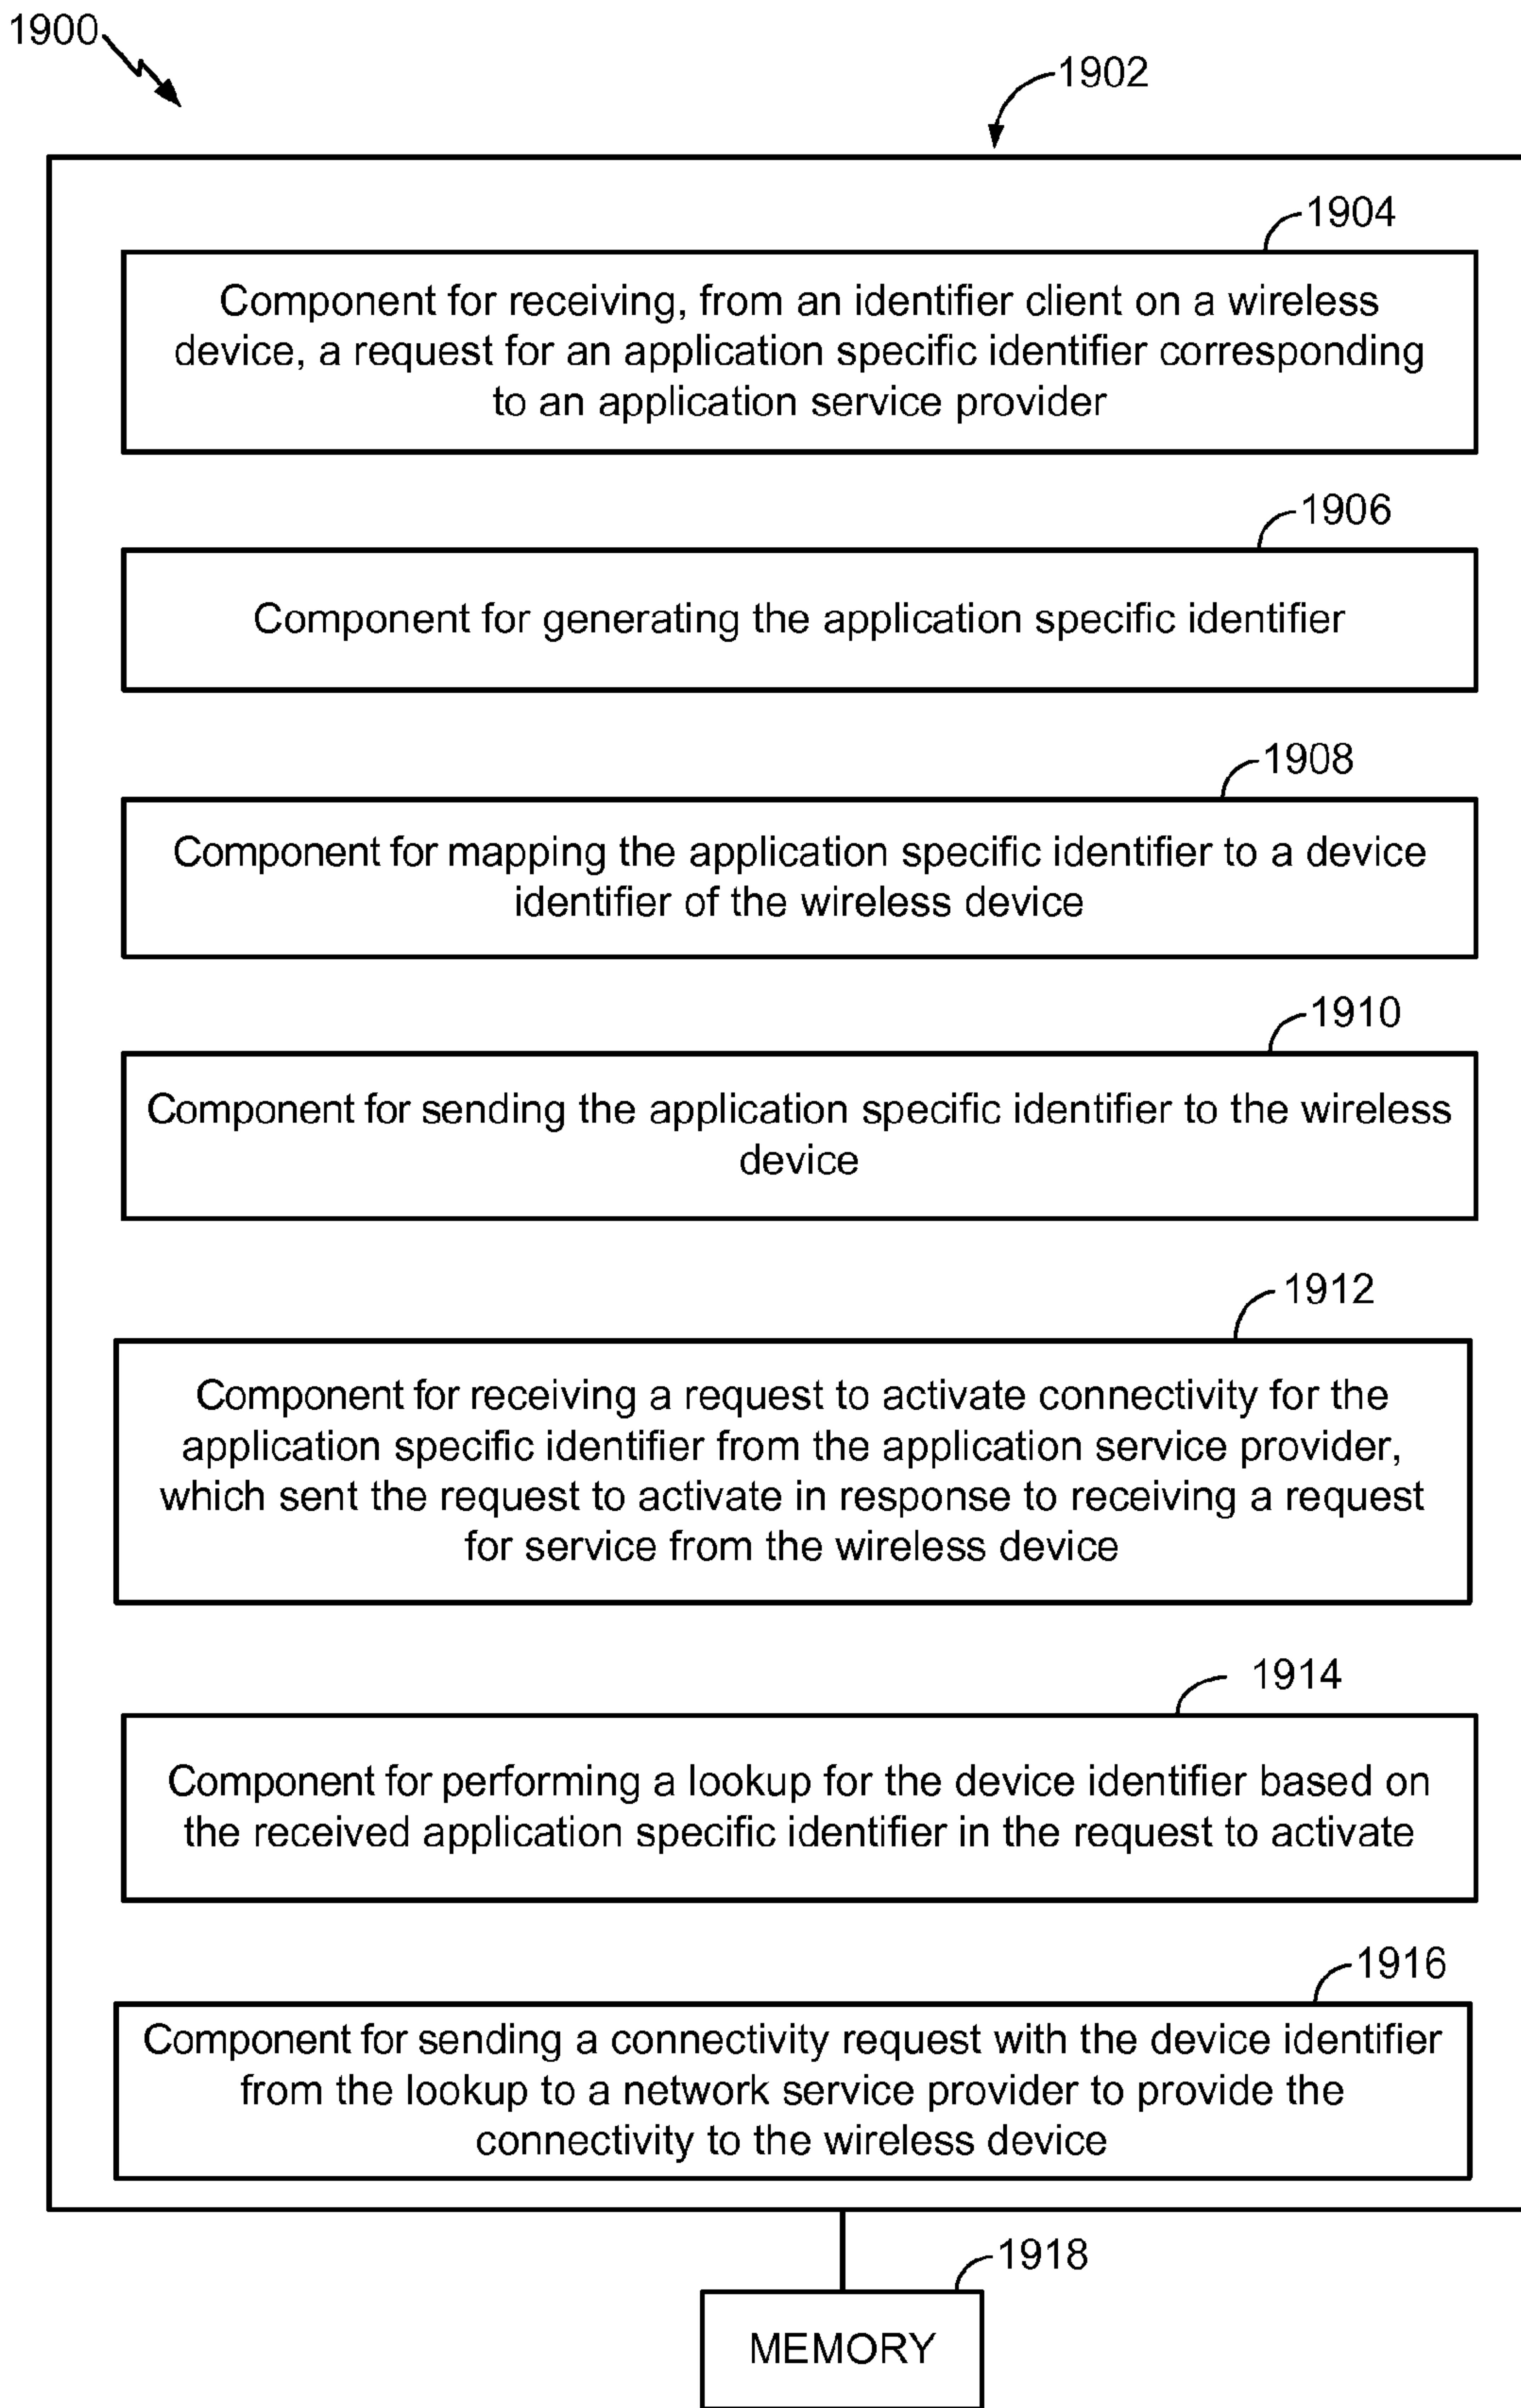 1900
1902
1904
Component for receiving, from an identifier client on a wireless
device, a request for an application specific identifier corresponding
to an application service provider
1906
Component for generating the application specific identifier
1908
Component for mapping the application specific identifier to a device
identifier of the wireless device
1910
Component for sending the application specific identifier to the wireless
device
1912
Component for receiving a request to activate connectivity for the
application specific identifier from the application service provider,
which sent the request to activate in response to receiving a request
for service from the wireless device
1914
Component for performing a lookup for the device identifier based on
the received application specific identifier in the request to activate
1916
Component for sending a connectivity request with the device identifier
from the lookup to a network service provider to provide the
connectivity to the wireless device
1918
MEMORY